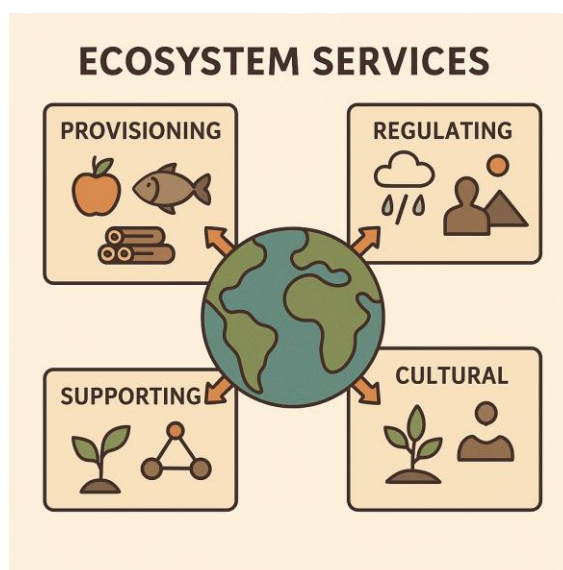 ECOSYSTEM SERVICES
PROVISIONING
REGULATING
SUPPORTING
CULTURAL